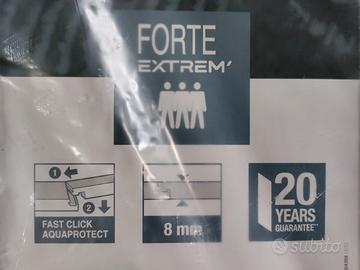 FORTE
EXTREM'
1
2
FAST CLICK
AQUAPROTECT
8 mm
20
YEARS
GUARANTEE**
subito